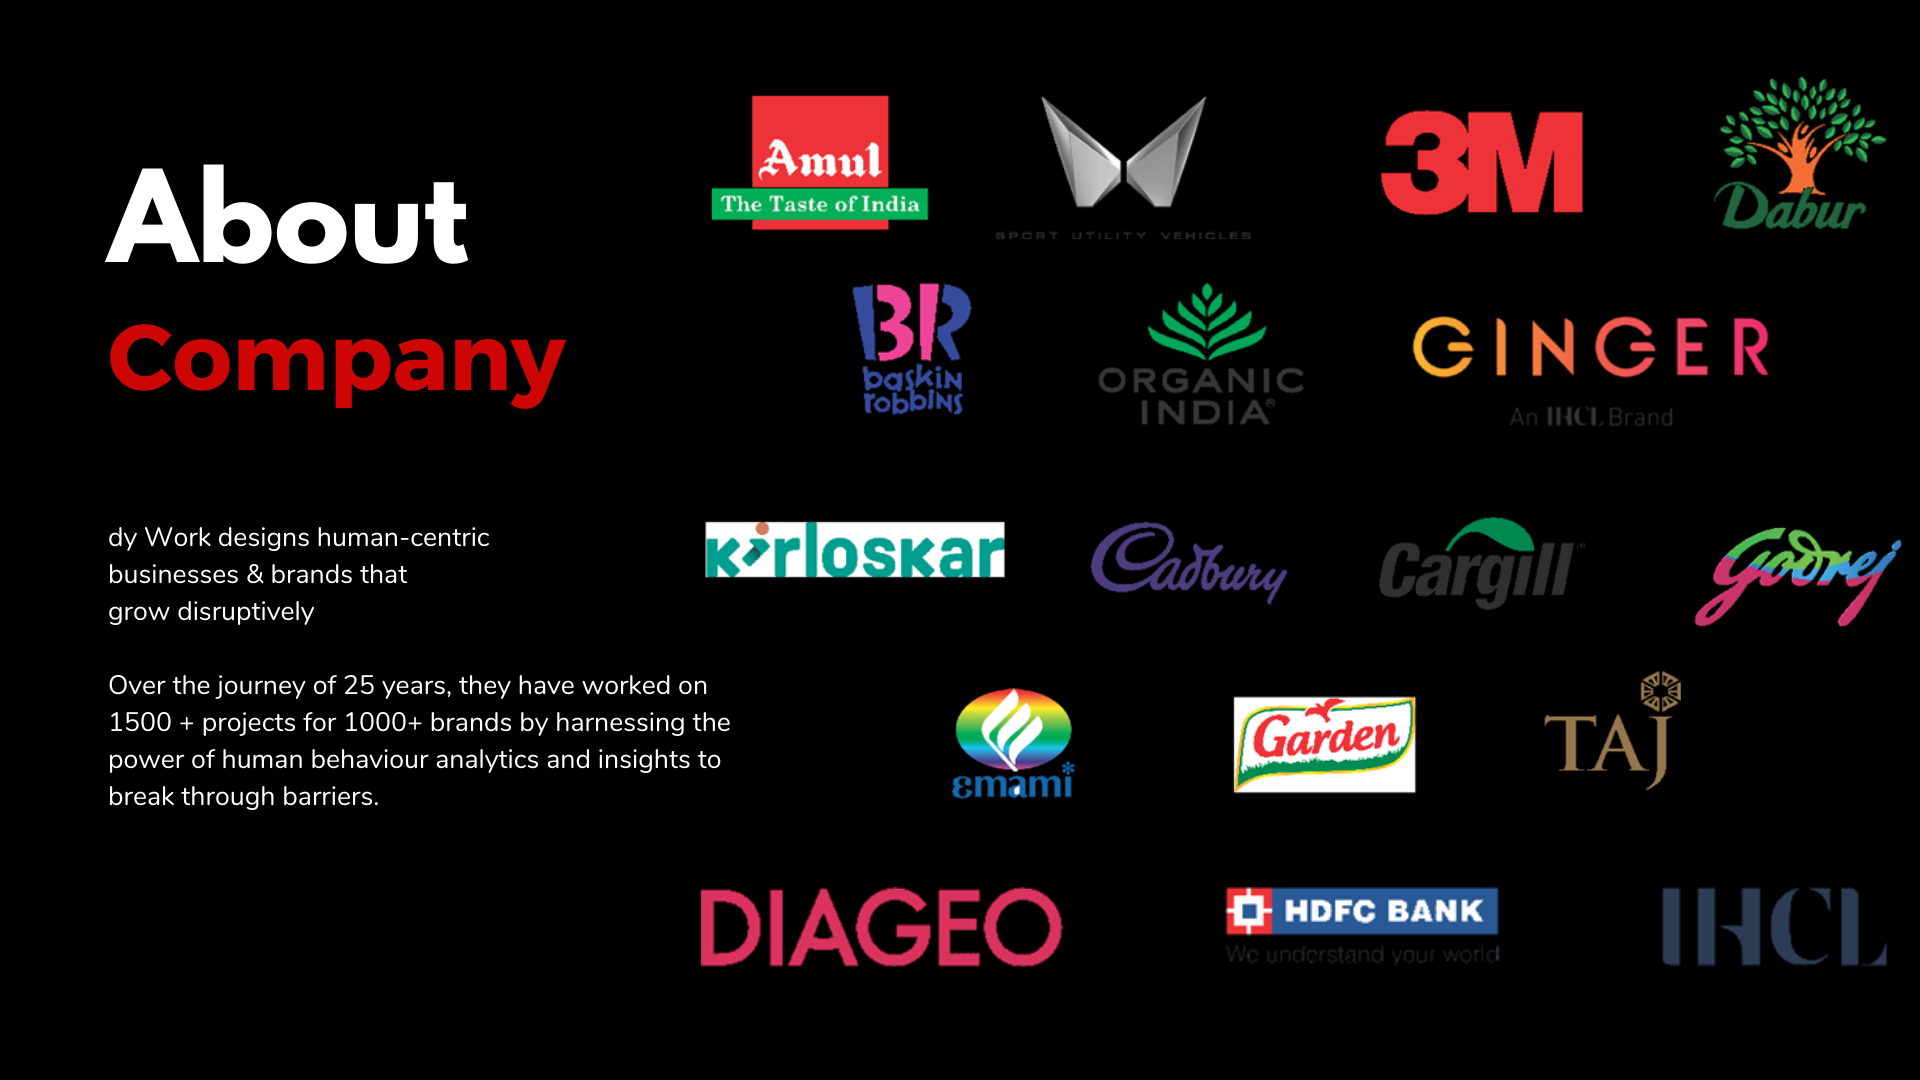 About
Company
dy Work designs human-centric
businesses & brands that
grow disruptively
Over the journey of 25 years, they have worked on
1500 + projects for 1000+ brands by harnessing the
power of human behaviour analytics and insights to
break through barriers.
Amul
The Taste of India
SPORT UTILITY VEHICLES
3M
Dabur
BR
baskin
robbins
ORGANIC
INDIA®
GINGER
An IHCL Brand
Kirloskar
Cadbury
Cargill™
Godrej
emami
Garden
TAJ
DIAGEO
HDFC BANK
We understand your world
IHCL